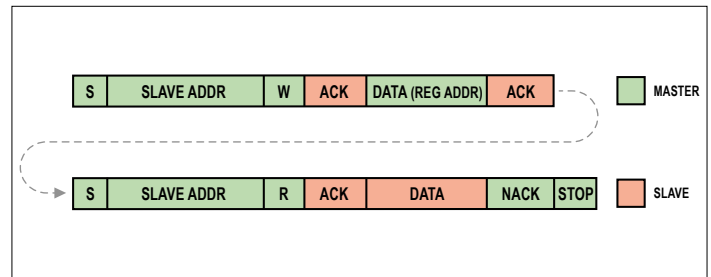 S SLAVE ADDR W ACK DATA (REG ADDR) ACK MASTER
S SLAVE ADDR R ACK DATA NACK STOP SLAVE